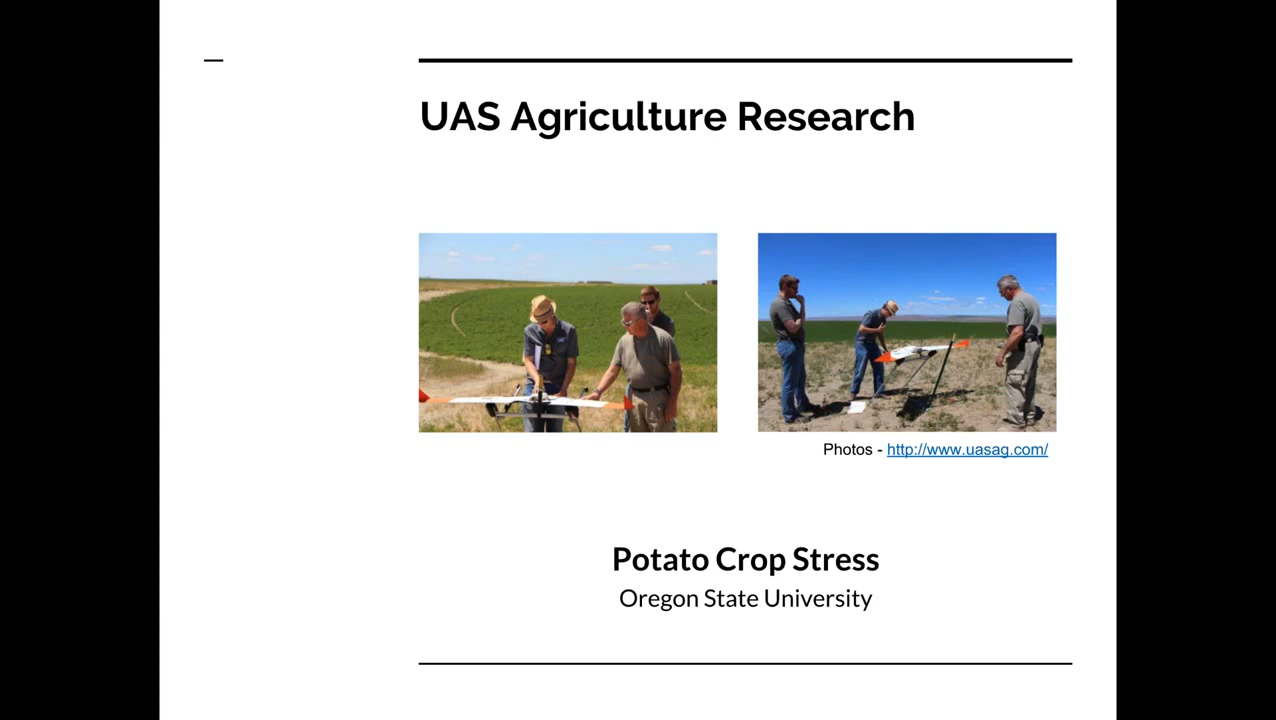 UAS Agriculture Research
Photos - http://www.uasag.com/
Potato Crop Stress
Oregon State University